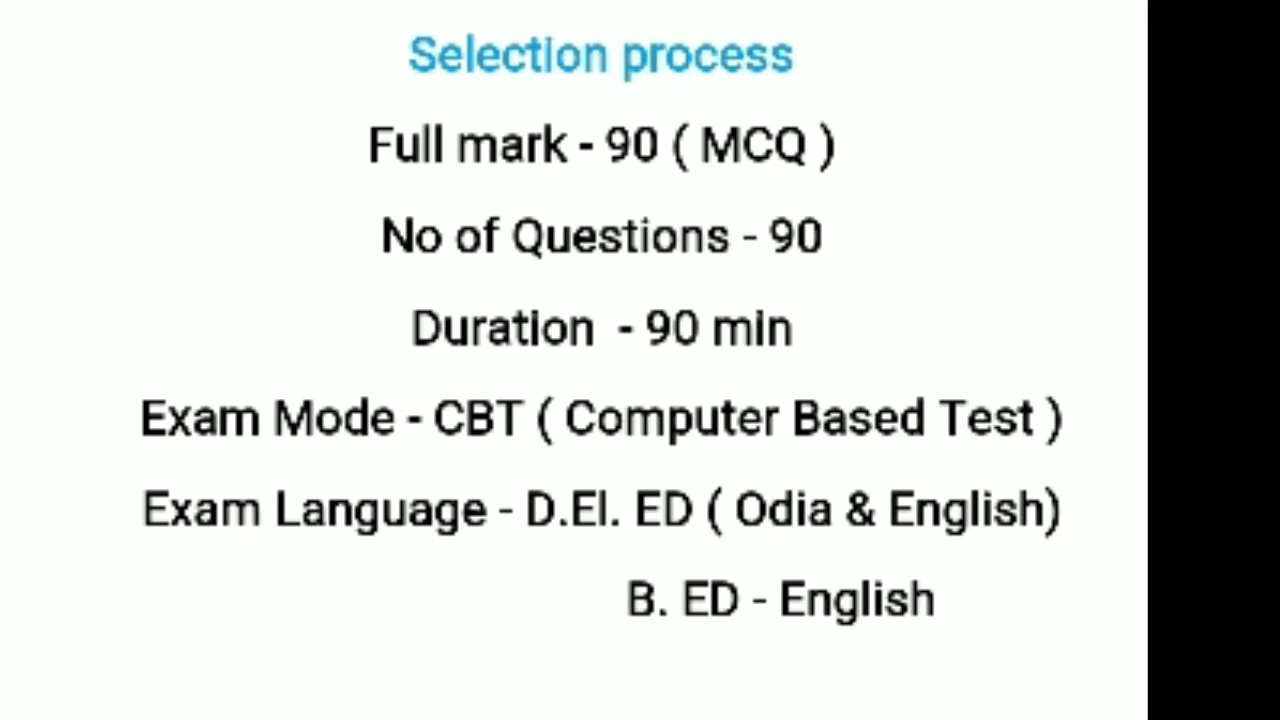 Selection process
Full mark - 90 ( MCQ )
No of Questions - 90
Duration - 90 min
Exam Mode - CBT ( Computer Based Test )
Exam Language - D.El. ED ( Odia & English)
B. ED - English